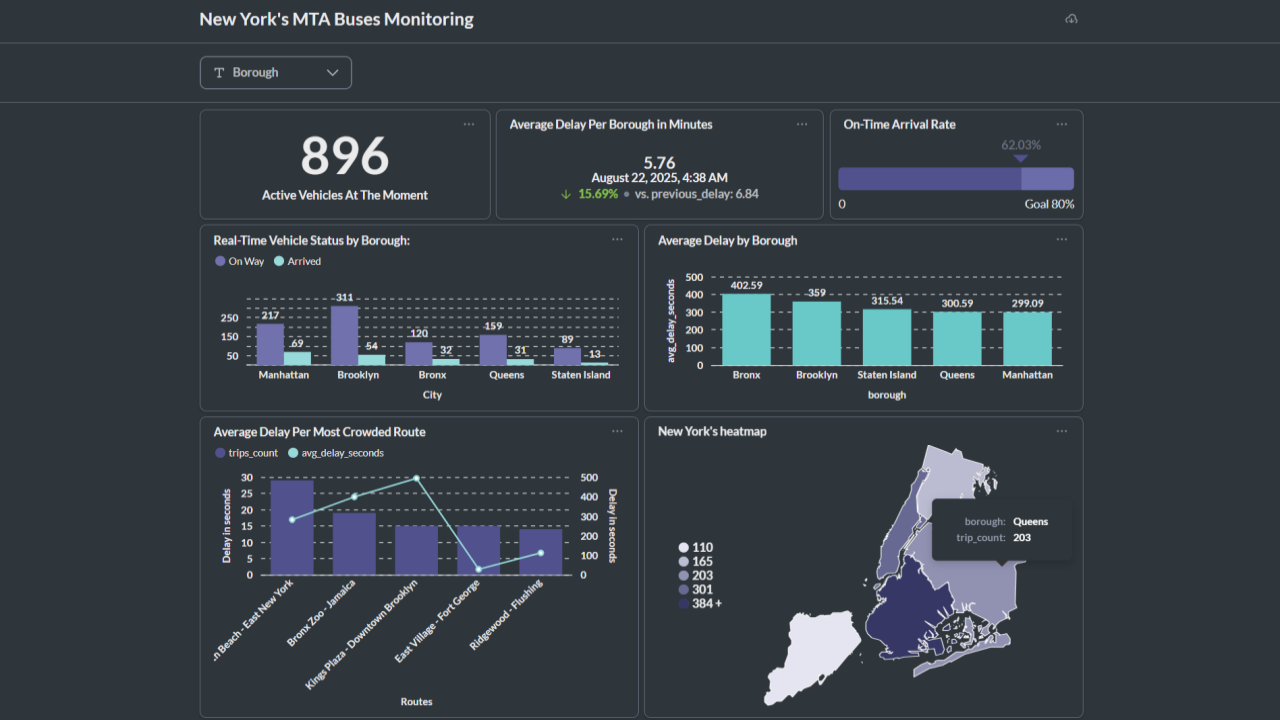 New York's MTA Buses Monitoring
Borough
896
Active Vehicles At The Moment
Average Delay Per Borough in Minutes
5.76
August 22, 2025, 4:38 AM
15.69% • vs. previous_delay: 6.84
On-Time Arrival Rate
62.03%
0 Goal 80%
Real-Time Vehicle Status by Borough:
On Way Arrived
250
150
50
217 69 311 54 120 32 159 31 89 13
Manhattan Brooklyn Bronx Queens Staten Island
City
Average Delay by Borough
avg_delay_seconds
500
400
300
200
100
0
402.59 359 315.54 300.59 299.09
Bronx Brooklyn Staten Island Queens Manhattan
borough
Average Delay Per Most Crowded Route
trips_count avg_delay_seconds
Delay in seconds
30
25
20
15
10
5
0
500
400
300
200
100
0
Delay in seconds
n Beach - East New York
Bronx Zoo - Jamaica
Kings Plaza - Downtown Brooklyn
East Village - Fort George
Ridgewood - Flushing
Routes
New York's heatmap
110
165
203
301
384 +
borough: Queens
trip_count: 203